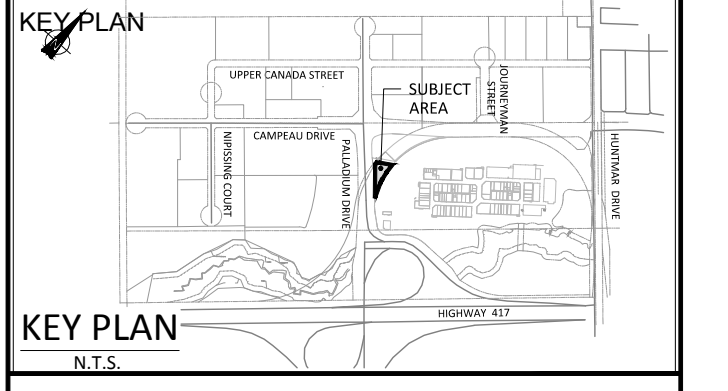 KEY PLAN
UPPER CANADA STREET
SUBJECT
AREA
JOURNEYMAN
STREET
CAMPEAU DRIVE
NIPISSING COURT
PALLADIUM DRIVE
HUNTMAR DRIVE
HIGHWAY 417
KEY PLAN
N.T.S.